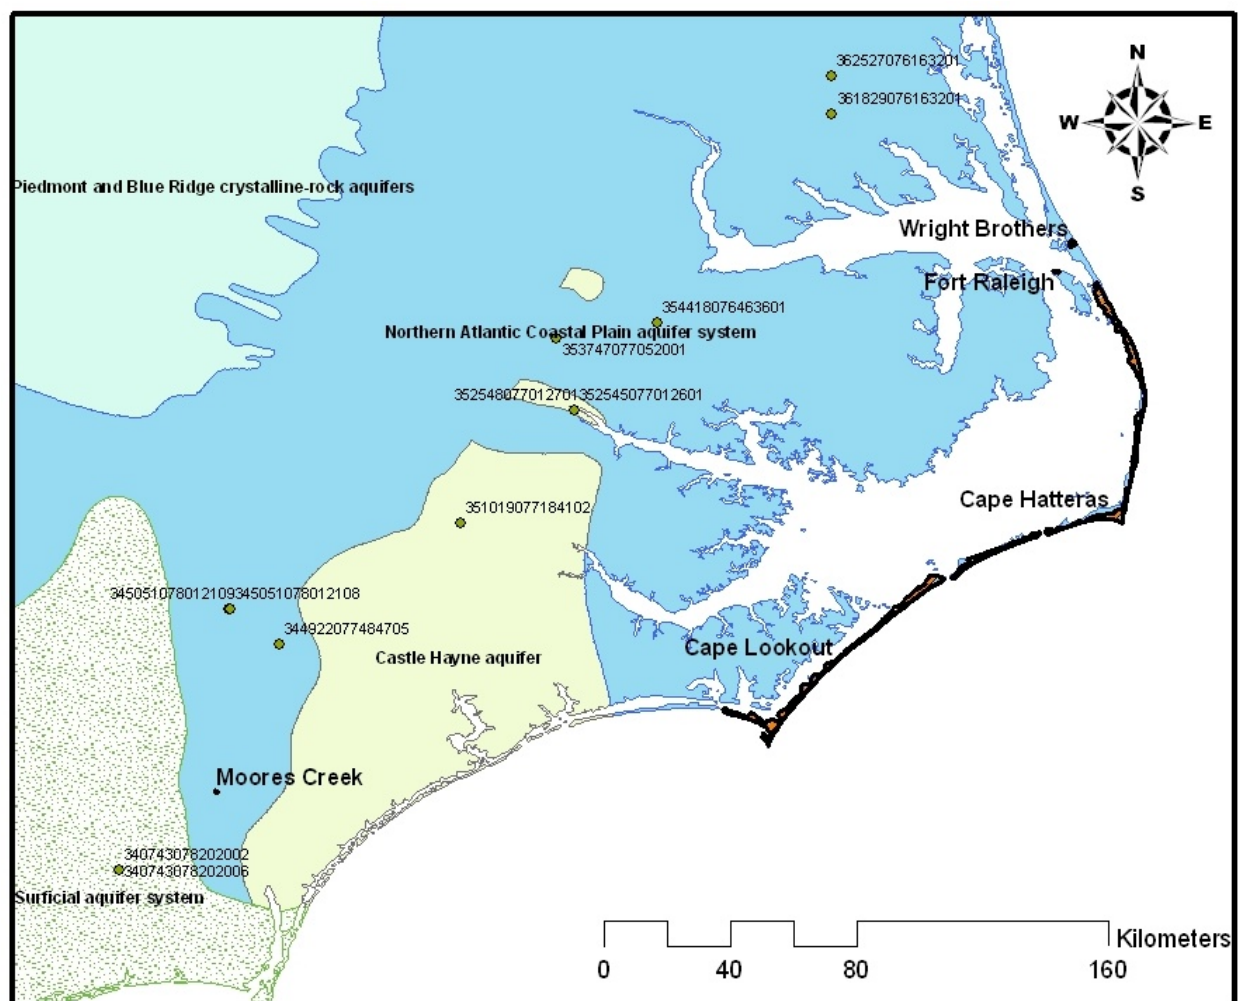 N
W E
S
362527076163201
361829076163201
Piedmont and Blue Ridge crystalline-rock aquifers
Wright Brothers
Fort Raleigh
354418076463601
Northern Atlantic Coastal Plain aquifer system
353747077052001
352548077012701352545077012601
351019077184102
Cape Hatteras
345051078012109345051078012108
344922077484705
Castle Hayne aquifer
Cape Lookout
Moores Creek
340743078202002
340743078202006
Surficial aquifer system
Kilometers
0 40 80 160